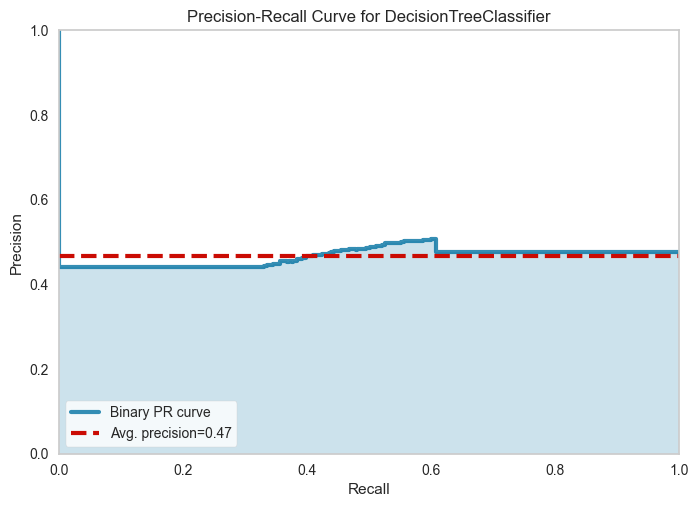 Precision-Recall Curve for DecisionTreeClassifier
1.0
0.8
0.6
0.4
0.2
0.0
Precision
Binary PR curve
Avg. precision=0.47
0.0 0.2 0.4 0.6 0.8 1.0
Recall